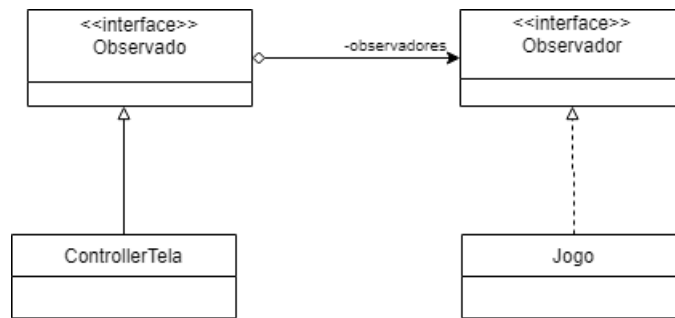 <<interface>>
Observado
-observadores
<<interface>>
Observador
ControllerTela
Jogo